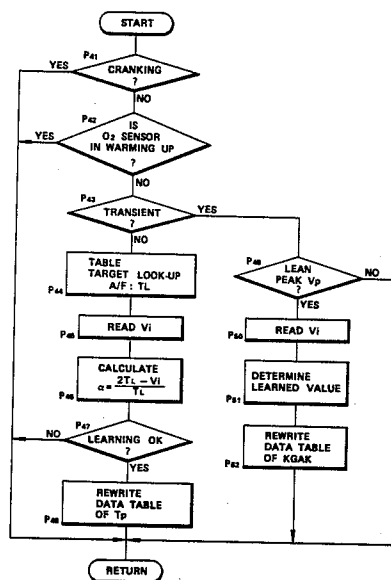 START
P41
YES
CRANKING
?
NO
P42
YES
IS
O2 SENSOR
IN WARMING UP
?
NO
P43
YES
TRANSIENT
?
NO
TABLE
TARGET LOOK-UP
A/F: TL
P44
P49
LEAN
PEAK Vp
?
NO
YES
READ Vi
P45
READ Vi
P50
CALCULATE
α = 2TL - Vi / TL
P46
DETERMINE
LEARNED VALUE
P51
P47
NO
LEARNING OK
?
YES
REWRITE
DATA TABLE
OF KGAK
P52
REWRITE
DATA TABLE
OF Tp
P48
RETURN